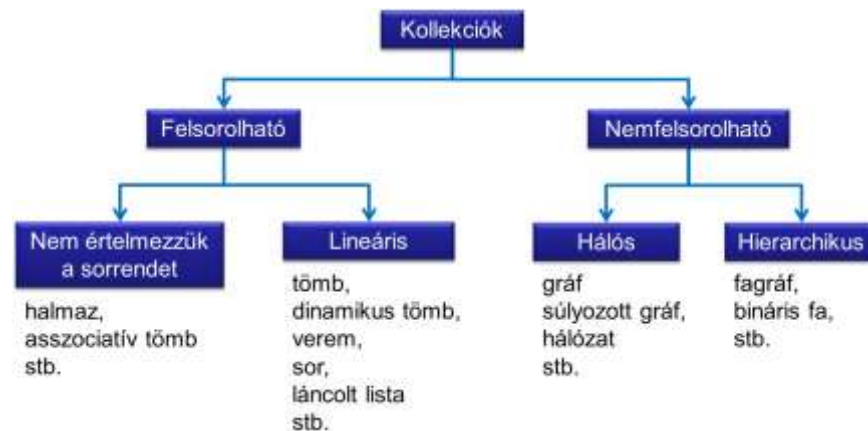 Kollekciók
Felsorolható
Nemfelsorolható
Nem értelmezzük
a sorrendet
halmaz,
asszociatív tömb
stb.
Lineáris
tömb,
dinamikus tömb,
verem,
sor,
láncolt lista
stb.
Hálós
gráf
súlyozott gráf,
hálózat
stb.
Hierarchikus
fagráf,
bináris fa,
stb.